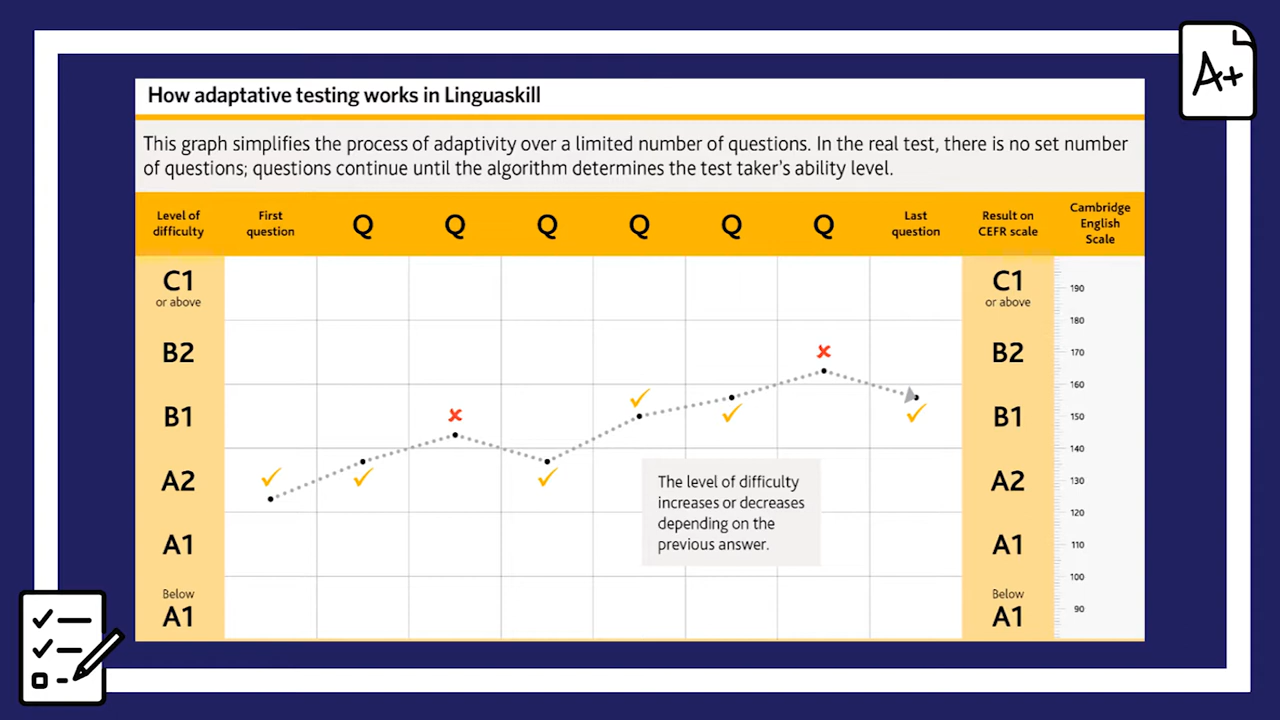 A+
How adaptative testing works in Linguaskill
This graph simplifies the process of adaptivity over a limited number of questions. In the real test, there is no set number
of questions; questions continue until the algorithm determines the test taker's ability level.
Level of
difficulty
First
question
Q
Q
Q
Q
Q
Q
Last
question
Result on
CEFR scale
Cambridge
English
Scale
C1
or above
C1
or above
190
180
B2
B2
170
160
B1
B1
150
140
A2
A2
130
120
The level of difficulty
increases or decreases
depending on the
previous answer.
A1
A1
110
100
Below
A1
Below
A1
90